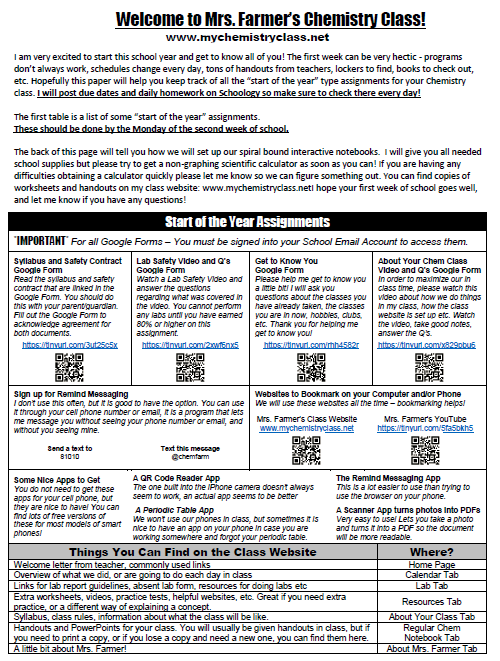 Welcome to Mrs. Farmer's Chemistry Class!
www.mychemistryclass.net
I am very excited to start this school year and get to know all of you! The first week can be very hectic - programs
don't always work, schedules change every day, tons of handouts from teachers, lockers to find, books to check out,
etc. Hopefully this paper will help you keep track of all the "start of the year" type assignments for your Chemistry
class. I will post due dates and daily homework on Schoology so make sure to check there every day!
The first table is a list of some "start of the year" assignments.
These should be done by the Monday of the second week of school.
The back of this page will tell you how we will set up our spiral bound interactive notebooks. I will give you all needed
school supplies but please try to get a non-graphing scientific calculator as soon as you can! If you are having any
difficulties obtaining a calculator quickly please let me know so we can figure something out. You can find copies of
worksheets and handouts on my class website: www.mychemistryclass.netI hope your first week of school goes well,
and let me know if you have any questions!
Start of the Year Assignments
*IMPORTANT* For all Google Forms – You must be signed into your School Email Account to access them.
Syllabus and Safety Contract
Google Form
Read the syllabus and safety
contract that are linked in the
Google Form. You should do
this with your parent/guardian.
Fill out the Google Form to
acknowledge agreement for
both documents.
https://tinyurl.com/3ut25c5x
Lab Safety Video and Q's
Google Form
Watch a Lab Safety Video and
answer the questions
regarding what was covered in
the video. You cannot perform
any labs until you have earned
80% or higher on this
assignment.
https://tinyurl.com/2xwf6nx5
Get to Know You
Google Form
Please help me get to know you
a little bit! I will ask you
questions about the classes you
have already taken, the classes
you are in now, hobbies, clubs,
etc. Thank you for helping me
get to know you!
https://tinyurl.com/rhh4582r
About Your Chem Class
Video and Q's Google Form
In order to maximize our in
class time, please watch this
video about how we do things
in my class, how the class
website is set up etc. Watch
the video, take good notes,
answer the Q's.
https://tinyurl.com/x829pbu6
Sign up for Remind Messaging
I don't use this often, but it is good to have the option. You can use
it through your cell phone number or email, it is a program that lets
me message you without seeing your phone number or email, and
without you seeing mine.
Send a text to
81010
Text this message
@chemfarm
Websites to Bookmark on your Computer and/or Phone
We will use these websites all the time – bookmarking helps!
Mrs. Farmer's Class Website
www.mychemistryclass.net
Mrs. Farmer's YouTube
https://tinyurl.com/5fa5bkh5
Some Nice Apps to Get
You do not need to get these
apps for your cell phone, but
they are nice to have! You can
find lots of free versions of
these for most models of smart
phones!
A QR Code Reader App
The one built into the iPhone camera doesn't always
seem to work, an actual app seems to be better
A Periodic Table App
We won't use our phones in class, but sometimes it is
nice to have an app on your phone in case you are
working somewhere and forgot your periodic table.
The Remind Messaging App
This is a lot easier to use than trying to
use the browser on your phone.
A Scanner App turns photos into PDFs
Very easy to use! Lets you take a photo
and turns it into a PDF so the document
will be more readable.
Things You Can Find on the Class Website
Where?
Welcome letter from teacher, commonly used links
Home Page
Overview of what we did, or are going to do each day in class
Calendar Tab
Links for lab report guidelines, absent lab form, resources for doing labs etc
Lab Tab
Extra worksheets, videos, practice tests, helpful websites, etc. Great if you need extra
practice, or a different way of explaining a concept.
Resources Tab
Syllabus, class rules, information about what the class will be like.
About Your Class Tab
Handouts and PowerPoints for your class. You will usually be given handouts in class, but if
you need to print a copy, or if you lose a copy and need a new one, you can find them here.
Regular Chem
Notebook Tab
A little bit about Mrs. Farmer!
About Mrs. Farmer Tab